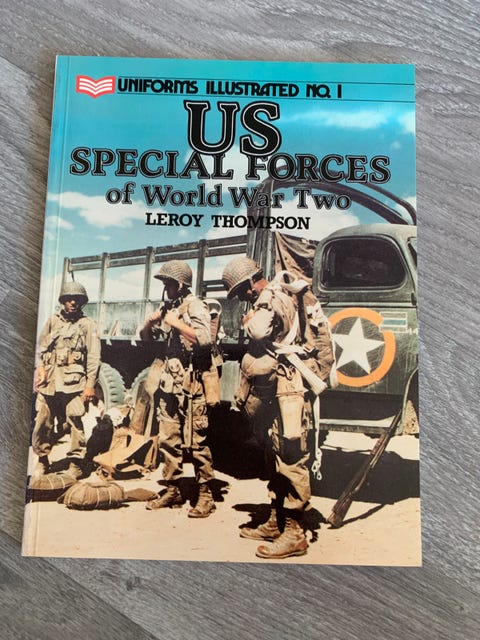 UNIFORMS ILLUSTRATED NO. 1
US
SPECIAL FORCES
of World War Two
LEROY THOMPSON